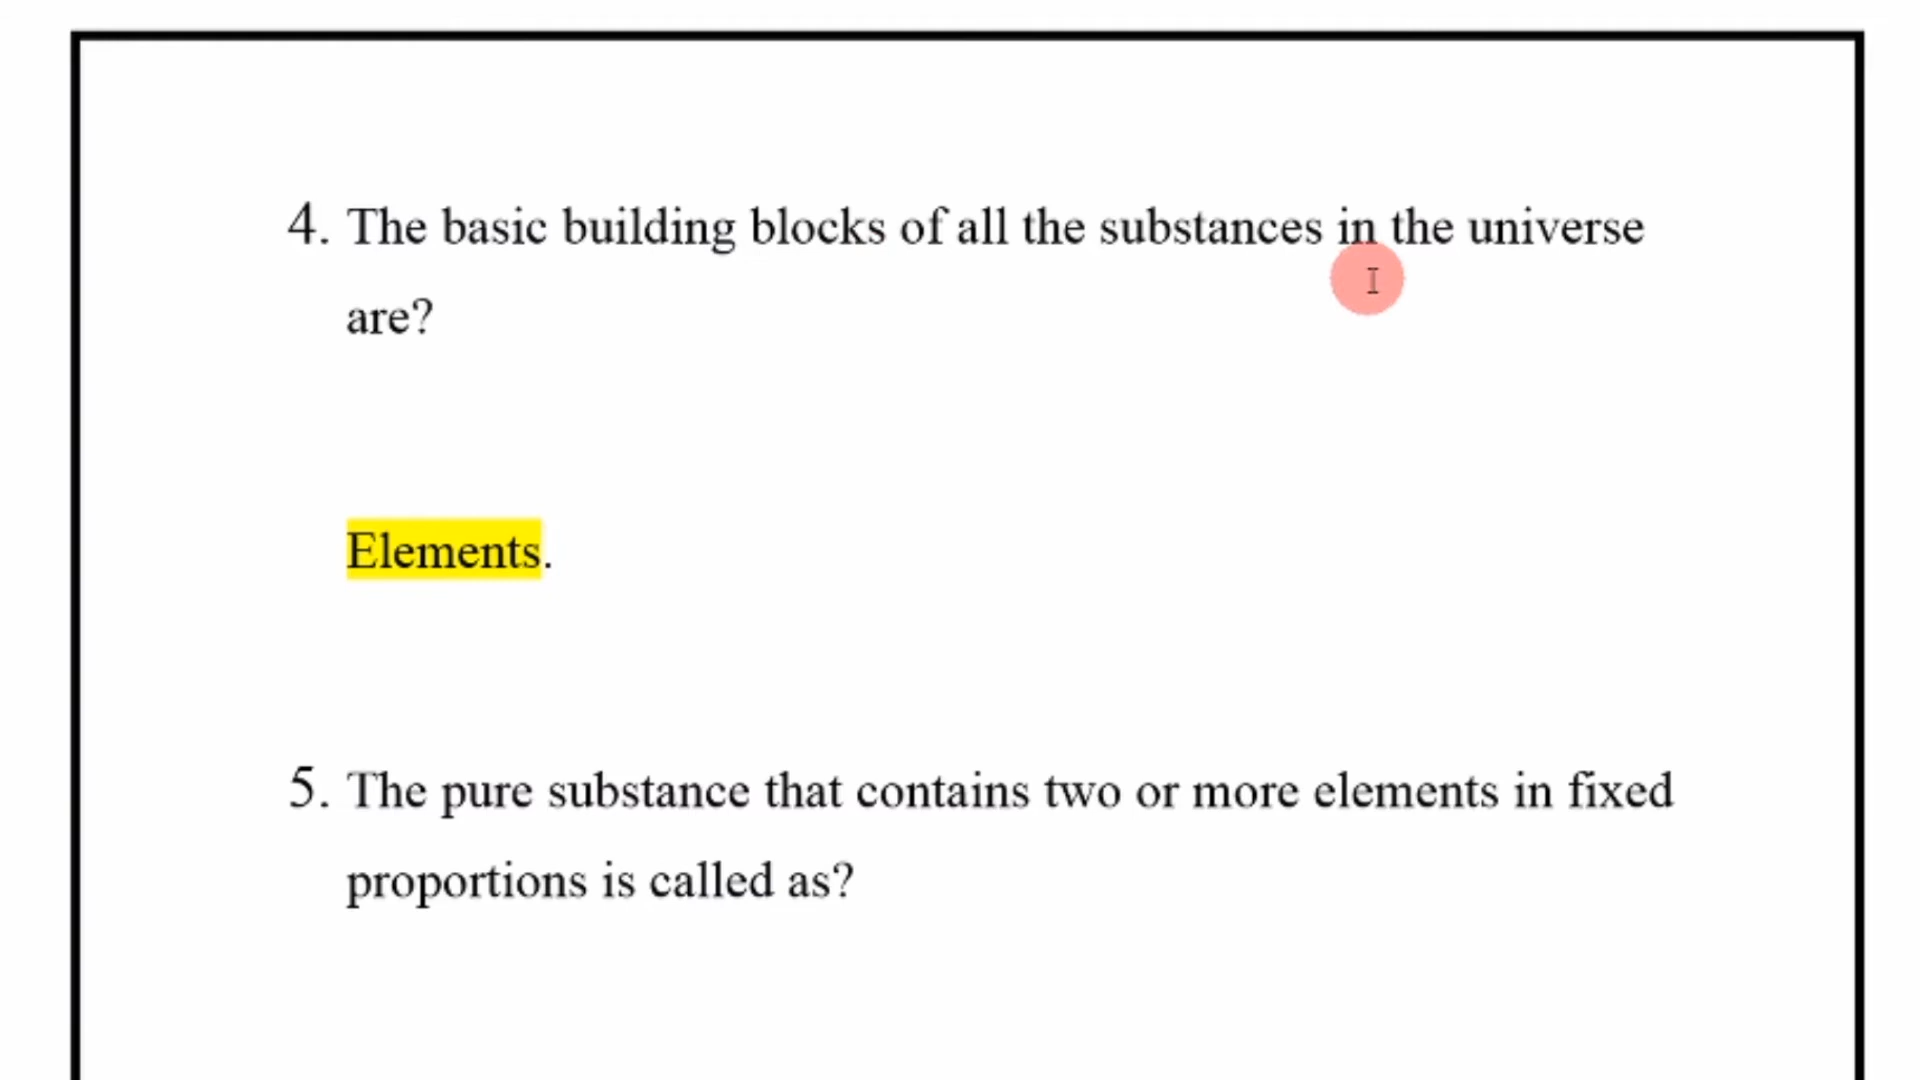 4. The basic building blocks of all the substances in the universe
are?
Elements.
5. The pure substance that contains two or more elements in fixed
proportions is called as?